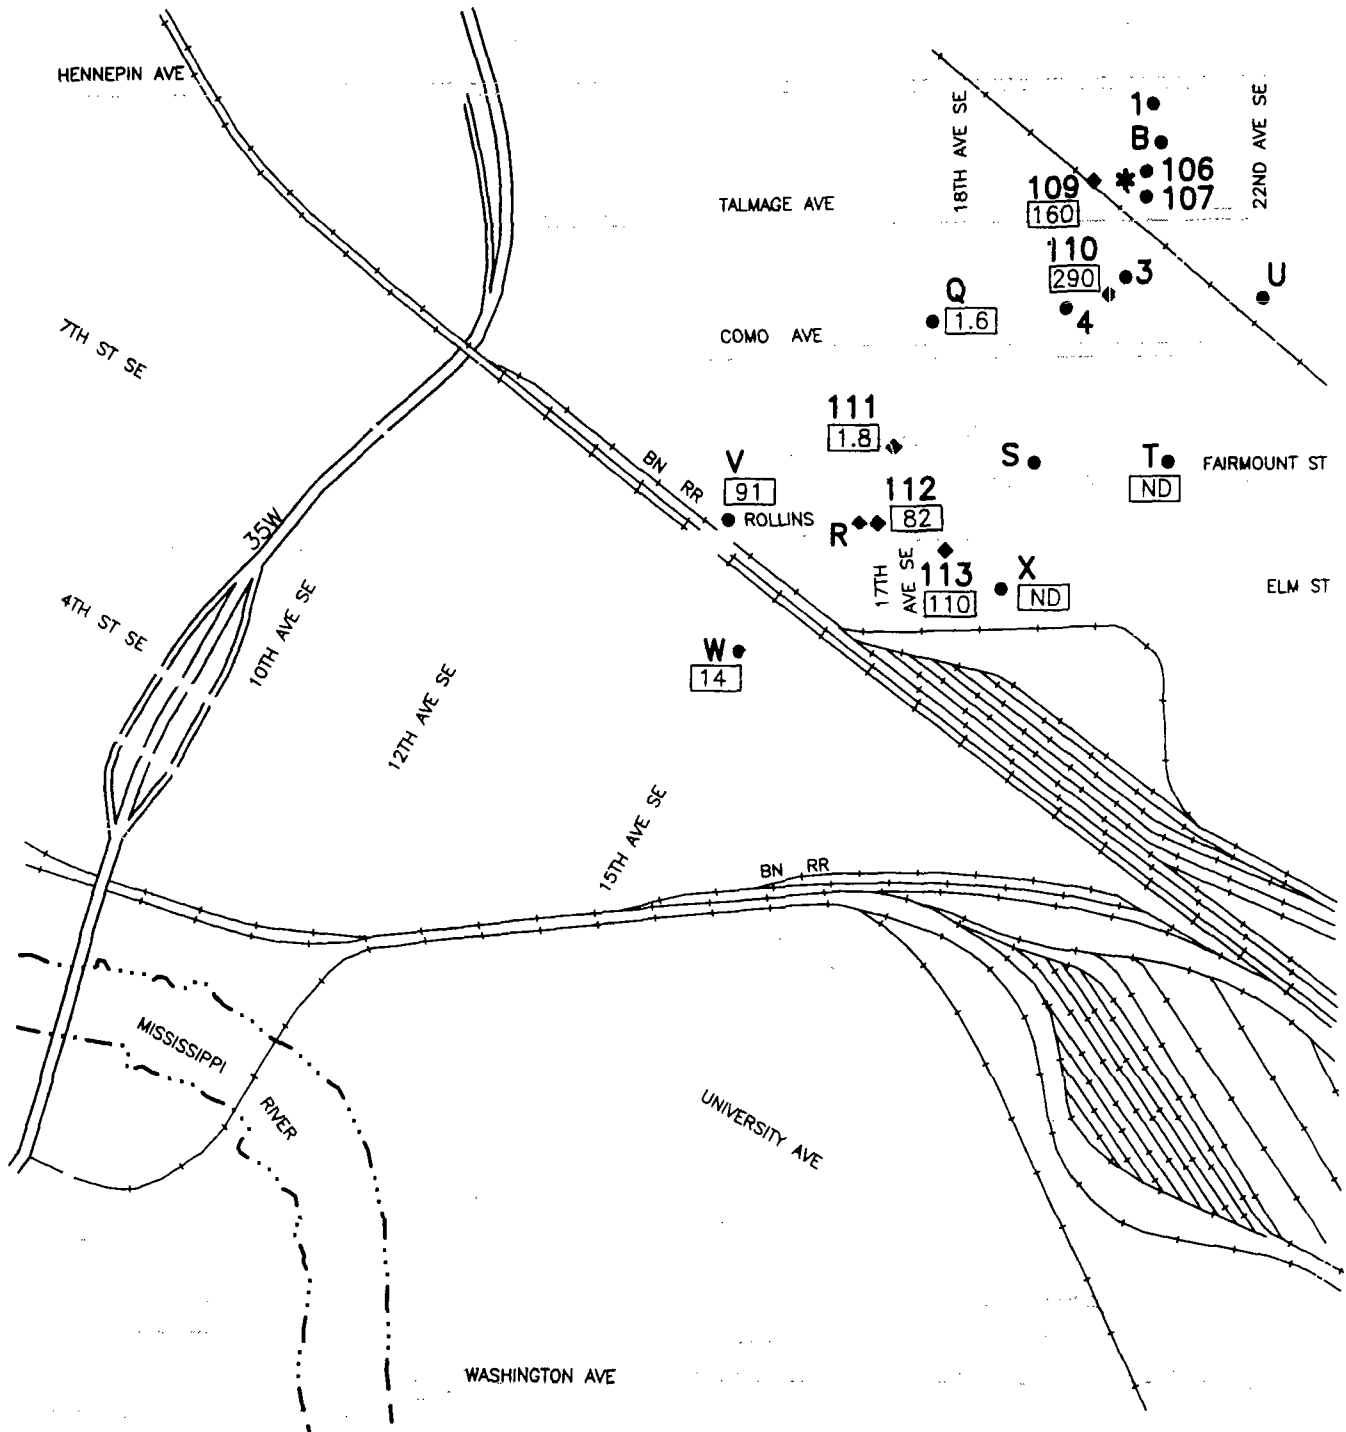 HENNEPIN AVE
1
B
106
107
109
160
18TH AVE SE
22ND AVE SE
TALMAGE AVE
110
290
3
U
Q
1.6
4
COMO AVE
7TH ST SE
111
1.8
S
T
ND
FAIRMOUNT ST
BN RR
V
91
ROLLINS
112
82
R
35W
17TH
AVE SE
113
110
X
ND
ELM ST
4TH ST SE
10TH AVE SE
W
14
12TH AVE SE
15TH AVE SE
BN RR
MISSISSIPPI
RIVER
UNIVERSITY AVE
WASHINGTON AVE